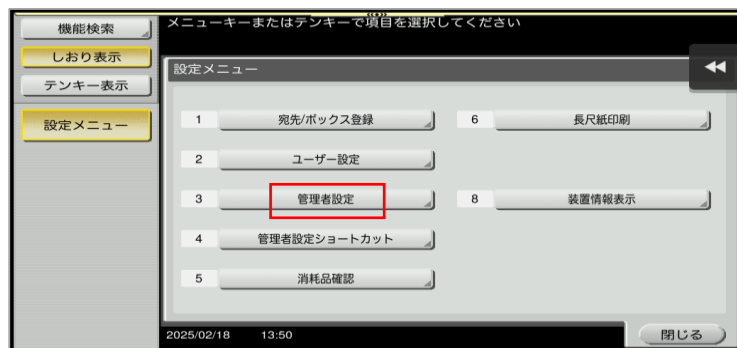 メニューキーまたはテンキーで項目を選択してください
機能検索
しおり表示
テンキー表示
設定メニュー
設定メニュー
1 宛先/ボックス登録
6 長尺紙印刷
2 ユーザー設定
3 管理者設定
8 装置情報表示
4 管理者設定ショートカット
5 消耗品確認
2025/02/18 13:50
閉じる